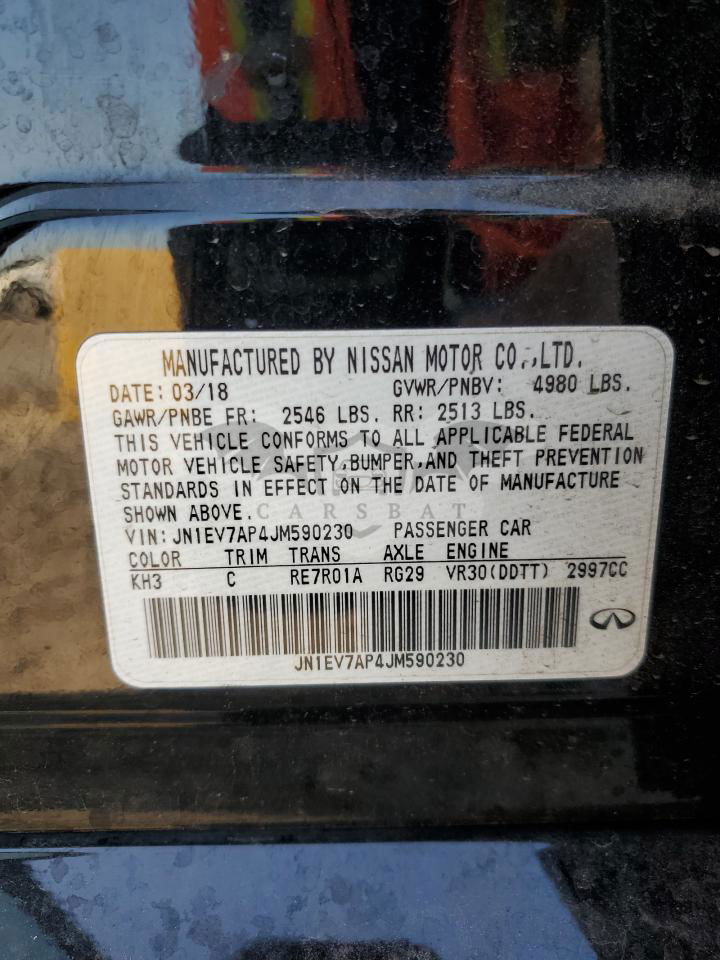 MANUFACTURED BY NISSAN MOTOR CO.,LTD.
DATE: 03/18 GVWR/PNBV: 4980 LBS.
GAWR/PNBE FR: 2546 LBS. RR: 2513 LBS.
THIS VEHICLE CONFORMS TO ALL APPLICABLE FEDERAL
MOTOR VEHICLE SAFETY,BUMPER,AND THEFT PREVENTION
STANDARDS IN EFFECT ON THE DATE OF MANUFACTURE
CARSBAT
SHOWN ABOVE.
VIN: JN1EV7AP4JM590230 PASSENGER CAR
COLOR TRIM TRANS AXLE ENGINE
KH3 C RE7R01A RG29 VR30(DDTT) 2997CC
JN1EV7AP4JM590230